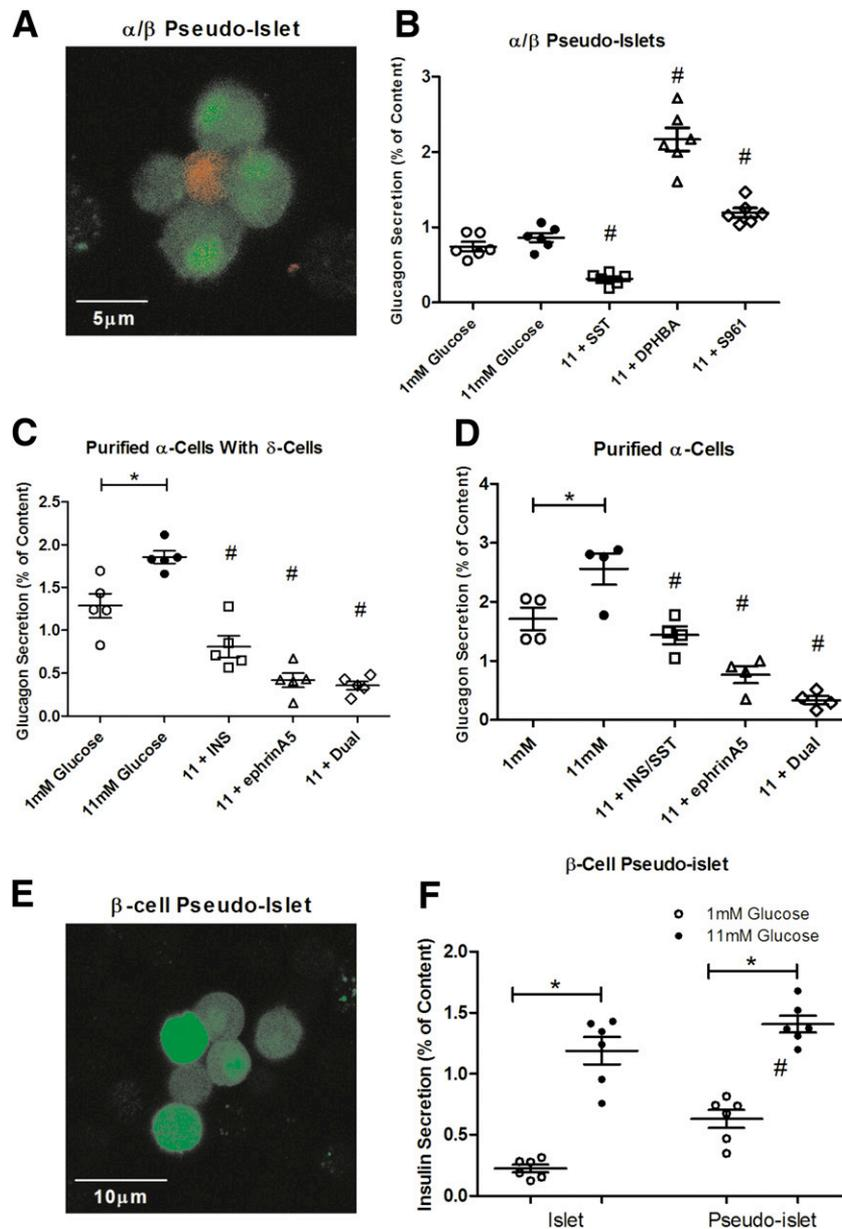 A
α/β Pseudo-Islet
5µm
B
α/β Pseudo-Islets
Glucagon Secretion (% of Content)
3
2
1
0
#
#
#
1mM Glucose
11mM Glucose
11 + SST
11 + DPHBA
11 + S961
C
Purified α-Cells With δ-Cells
Glucagon Secretion (% of Content)
2.5
2.0
1.5
1.0
0.5
0.0
*
#
#
#
1mM Glucose
11mM Glucose
11 + INS
11 + ephrinA5
11 + Dual
D
Purified α-Cells
Glucagon Secretion (% of Content)
4
3
2
1
0
*
#
#
#
1mM
11mM
11 + INS/SST
11 + ephrinA5
11 + Dual
E
β-cell Pseudo-Islet
10µm
F
β-Cell Pseudo-islet
1mM Glucose
11mM Glucose
Insulin Secretion (% of Content)
2.0
1.5
1.0
0.5
0.0
*
*
#
Islet
Pseudo-islet